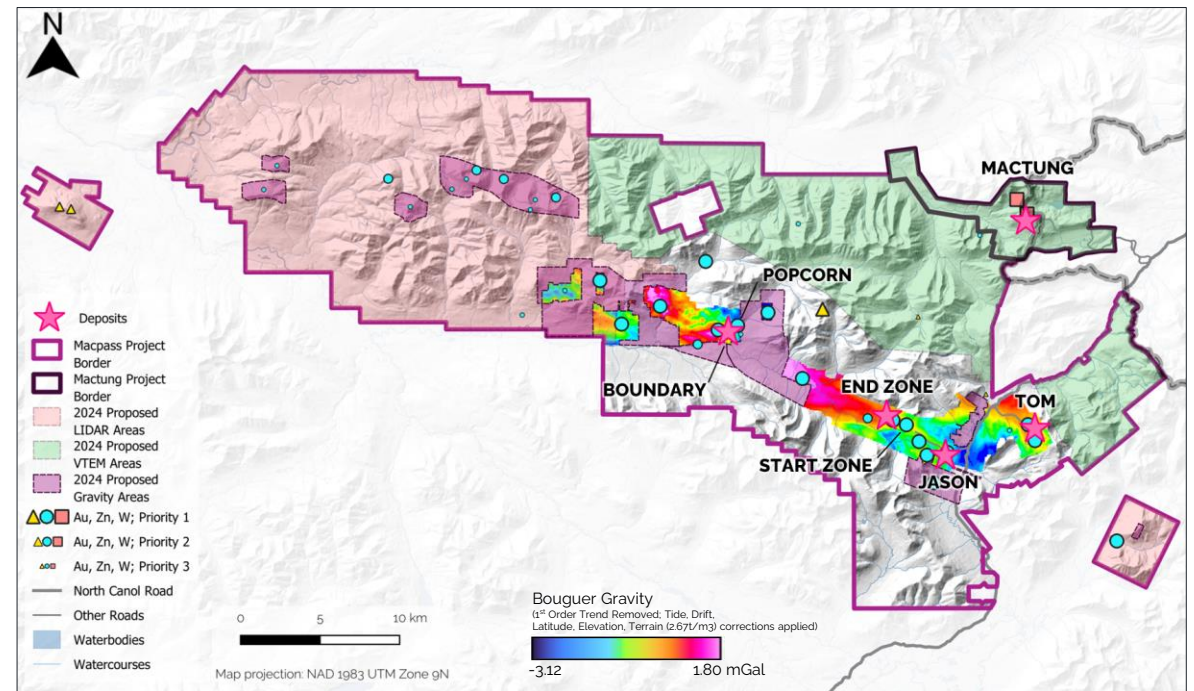 N
MACTUNG
POPCORN
BOUNDARY
END ZONE
TOM
START ZONE
JASON
Deposits
Macpass Project
Border
Mactung Project
Border
2024 Proposed
LIDAR Areas
2024 Proposed
VTEM Areas
2024 Proposed
Gravity Areas
Au, Zn, W; Priority 1
Au, Zn, W; Priority 2
Au, Zn, W; Priority 3
North Canol Road
Other Roads
Waterbodies
Watercourses
0 5 10 km
Map projection: NAD 1983 UTM Zone 9N
Bouguer Gravity
(1st Order Trend Removed; Tide, Drift,
Latitude, Elevation, Terrain (2.67t/m3) corrections applied)
-3.12 1.80 mGal